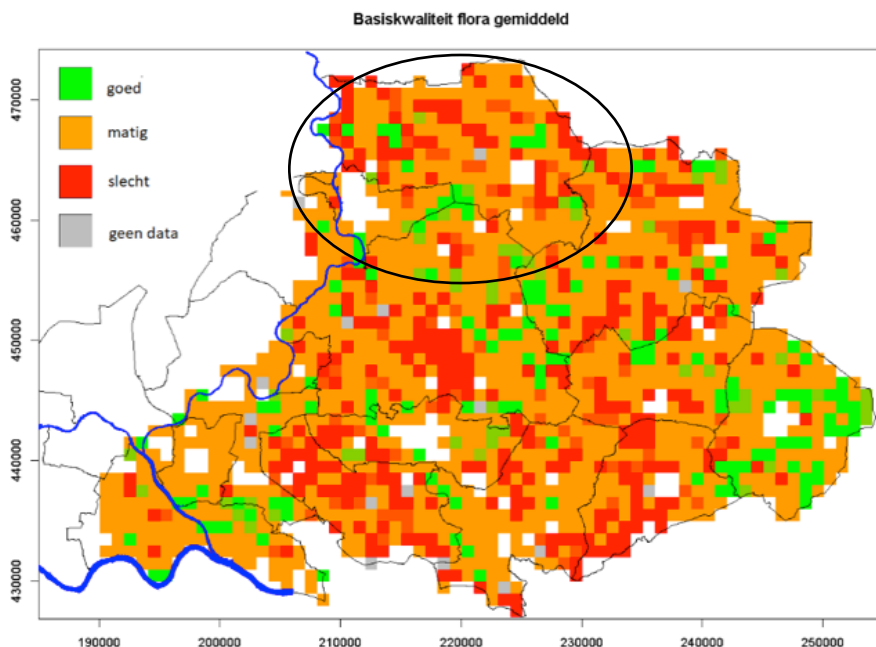 Basiskwaliteit flora gemiddeld
goed
matig
slecht
geen data
470000
460000
450000
440000
430000
190000 200000 210000 220000 230000 240000 250000